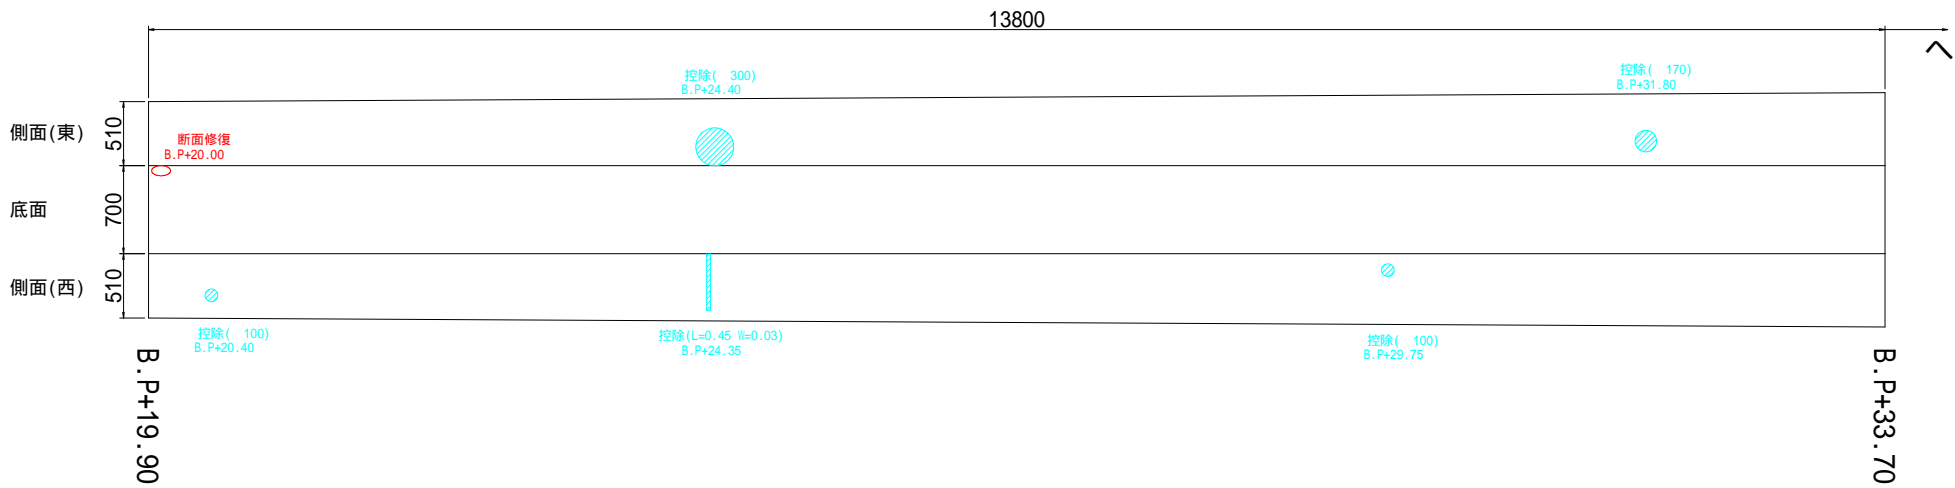 13800
へ
控除(　300)
B.P+24.40
控除(　170)
B.P+31.80
側面(東)
510
断面修復
B.P+20.00
底面
700
側面(西)
510
控除(　100)
B.P+20.40
控除(L=0.45 W=0.03)
B.P+24.35
控除(　100)
B.P+29.75
B.P+19.90
B.P+33.70